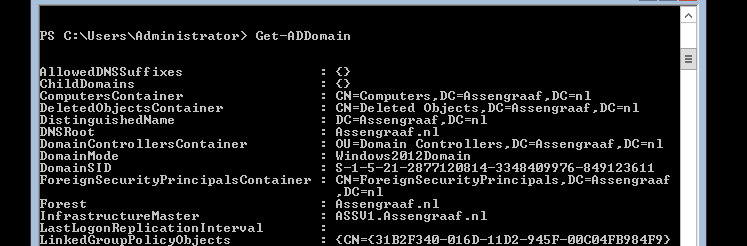 PS C:\Users\Administrator> Get-ADDomain
AllowedDNSSuffixes : {}
ChildDomains : {}
ComputersContainer : CN=Computers,DC=Assengraaf,DC=nl
DeletedObjectsContainer : CN=Deleted Objects,DC=Assengraaf,DC=nl
DistinguishedName : DC=Assengraaf,DC=nl
DNSRoot : Assengraaf.nl
DomainControllersContainer : OU=Domain Controllers,DC=Assengraaf,DC=nl
DomainMode : Windows2012Domain
DomainSID : S-1-5-21-2877120814-3348409976-849123611
ForeignSecurityPrincipalsContainer : CN=ForeignSecurityPrincipals,DC=Assengraaf
,DC=nl
Forest : Assengraaf.nl
InfrastructureMaster : ASSU1.Assengraaf.nl
LastLogonReplicationInterval :
LinkedGroupPolicyObjects : {CN={31B2F340-016D-11D2-945F-00C04FB984F9}